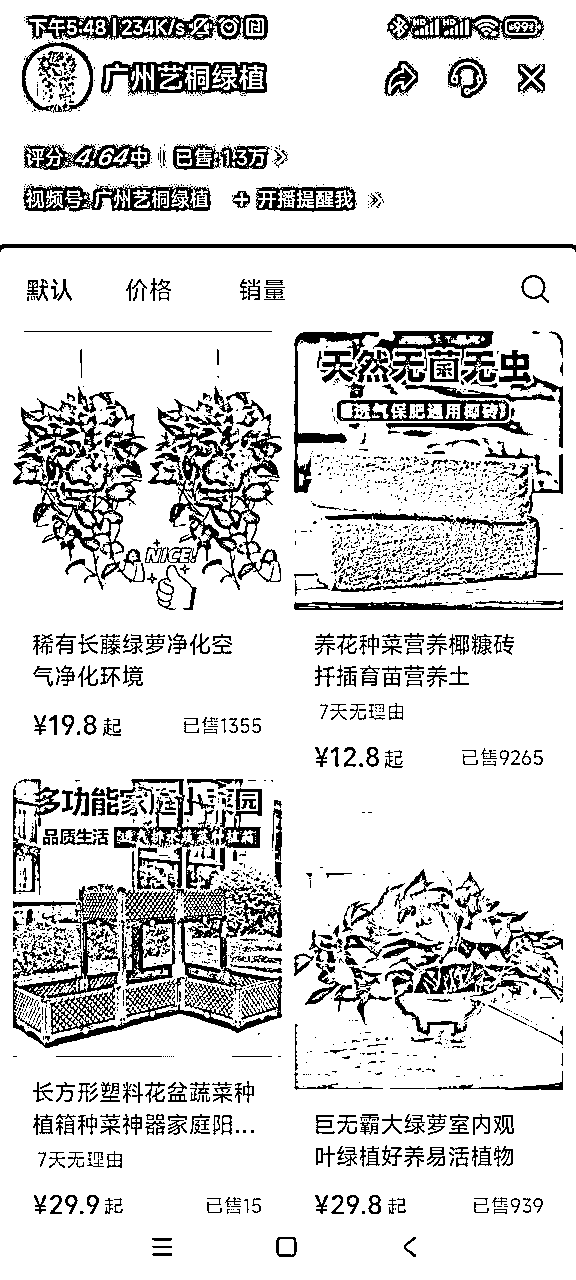 下午5:48 | 234K/s
广州艺桐绿植
评分 4.64中 | 已售1.3万
视频号: 广州艺桐绿植 + 开播提醒我
默认 价格 销量
天然无菌无虫
透气保肥通用椰砖
NICE!
稀有长藤绿萝净化空
气净化环境
¥19.8起 已售1355
养花种菜营养椰糠砖
扦插育苗营养土
7天无理由
¥12.8起 已售9265
多功能家庭小菜园
品质生活
长方形塑料花盆蔬菜种
植箱种菜神器家庭阳...
7天无理由
¥29.9起 已售15
巨无霸大绿萝室内观
叶绿植好养易活植物
¥29.8起 已售939